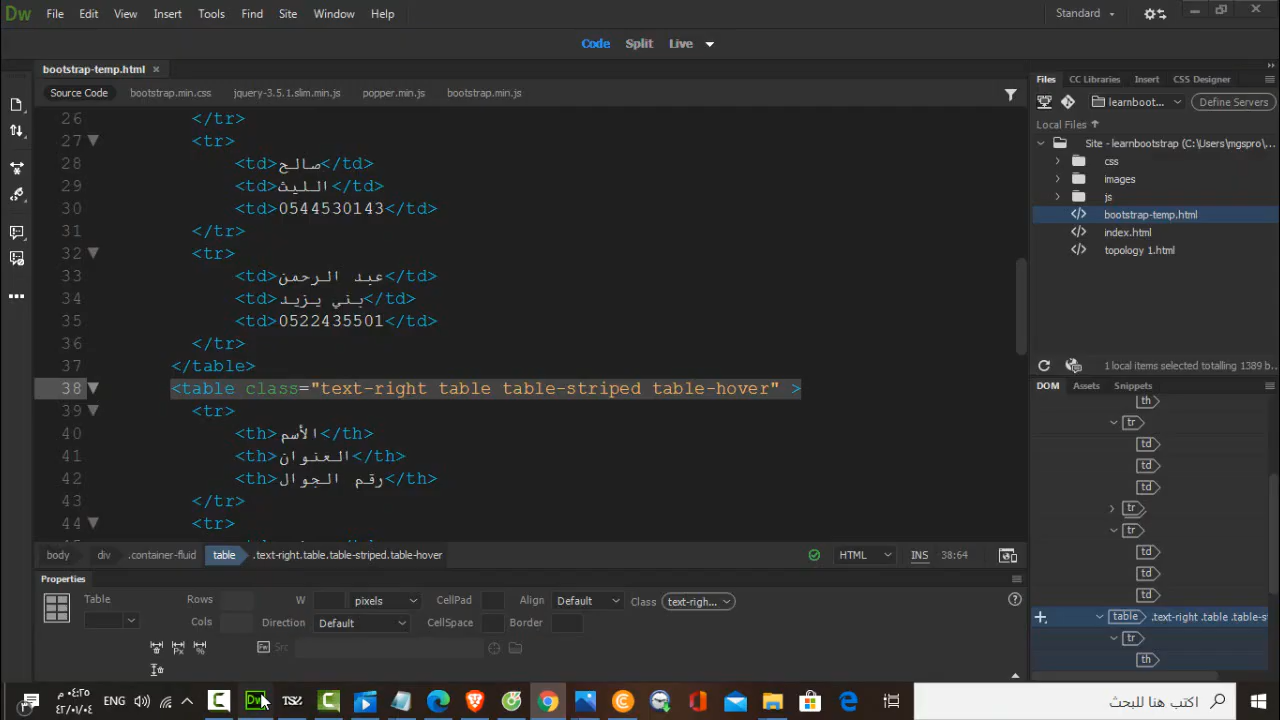 Dw File Edit View Insert Tools Find Site Window Help Standard
Code Split Live
bootstrap-temp.html ×
Source Code bootstrap.min.css jquery-3.5.1.slim.min.js popper.min.js bootstrap.min.js
26 </tr>
27 <tr>
28 <td>صالح</td>
29 <td>الليث</td>
30 <td>0544530143</td>
31 </tr>
32 <tr>
33 <td>عبد الرحمن</td>
34 <td>بني يزيد</td>
35 <td>0522435501</td>
36 </tr>
37 </table>
38 <table class="text-right table table-striped table-hover" >
39 <tr>
40 <th>الأسم</th>
41 <th>العنوان</th>
42 <th>رقم الجوال</th>
43 </tr>
44 <tr>
body div .container-fluid table .text-right.table.table-striped.table-hover HTML INS 38:64
Properties
Table Rows W pixels CellPad Align Default Class text-righ...
Cols Direction Default CellSpace Border
Fw Src
Files CC Libraries Insert CSS Designer
learnboot... Define Servers
Local Files
Site - learnbootstrap (C:\Users\mgspro\...
css
images
js
bootstrap-temp.html
index.html
topology 1.html
1 local items selected totalling 1389 b
DOM Assets Snippets
th
tr
td
td
td
tr
tr
td
td
td
table .text-right .table .table-s
tr
th
ENG
اكتب هنا للبحث